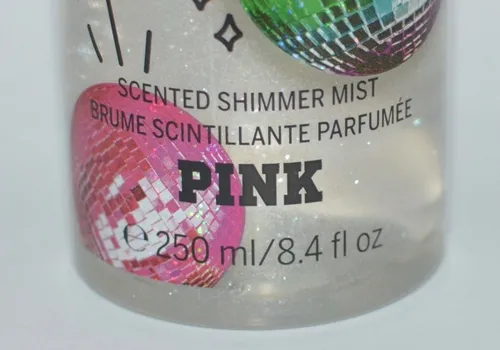 SCENTED SHIMMER MIST
BRUME SCINTILLANTE PARFUMÉE
PINK
℮ 250 ml/8.4 fl oz